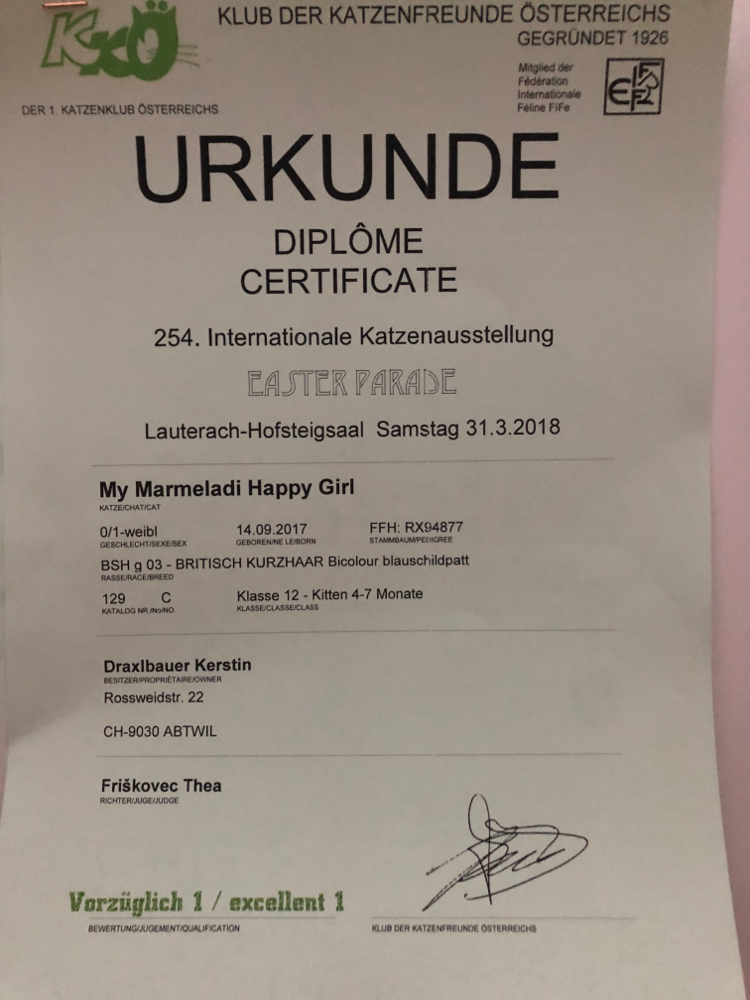 KKÖ
KLUB DER KATZENFREUNDE ÖSTERREICHS
GEGRÜNDET 1926
Mitglied der
Fédération
Internationale
Féline FIFe
FIFe
DER 1. KATZENKLUB ÖSTERREICHS
URKUNDE
DIPLÔME
CERTIFICATE
254. Internationale Katzenausstellung
EASTER PARADE
Lauterach-Hofsteigsaal Samstag 31.3.2018
My Marmeladi Happy Girl
KATZE/CHAT/CAT
0/1-weibl 14.09.2017 FFH: RX94877
GESCHLECHT/SEXE/SEX GEBOREN/NE LE/BORN STAMMBAUM/PEDIGREE
BSH g 03 - BRITISCH KURZHAAR Bicolour blauschildpatt
RASSE/RACE/BREED
129 C Klasse 12 - Kitten 4-7 Monate
KATALOG NR./No/NO KLASSE/CLASSE/CLASS
Draxlbauer Kerstin
BESITZER/PROPRIÉTAIRE/OWNER
Rossweidstr. 22
CH-9030 ABTWIL
Friškovec Thea
RICHTER/JUGE/JUDGE
Vorzüglich 1 / excellent 1
BEWERTUNG/JUGEMENT/QUALIFICATION KLUB DER KATZENFREUNDE ÖSTERREICHS